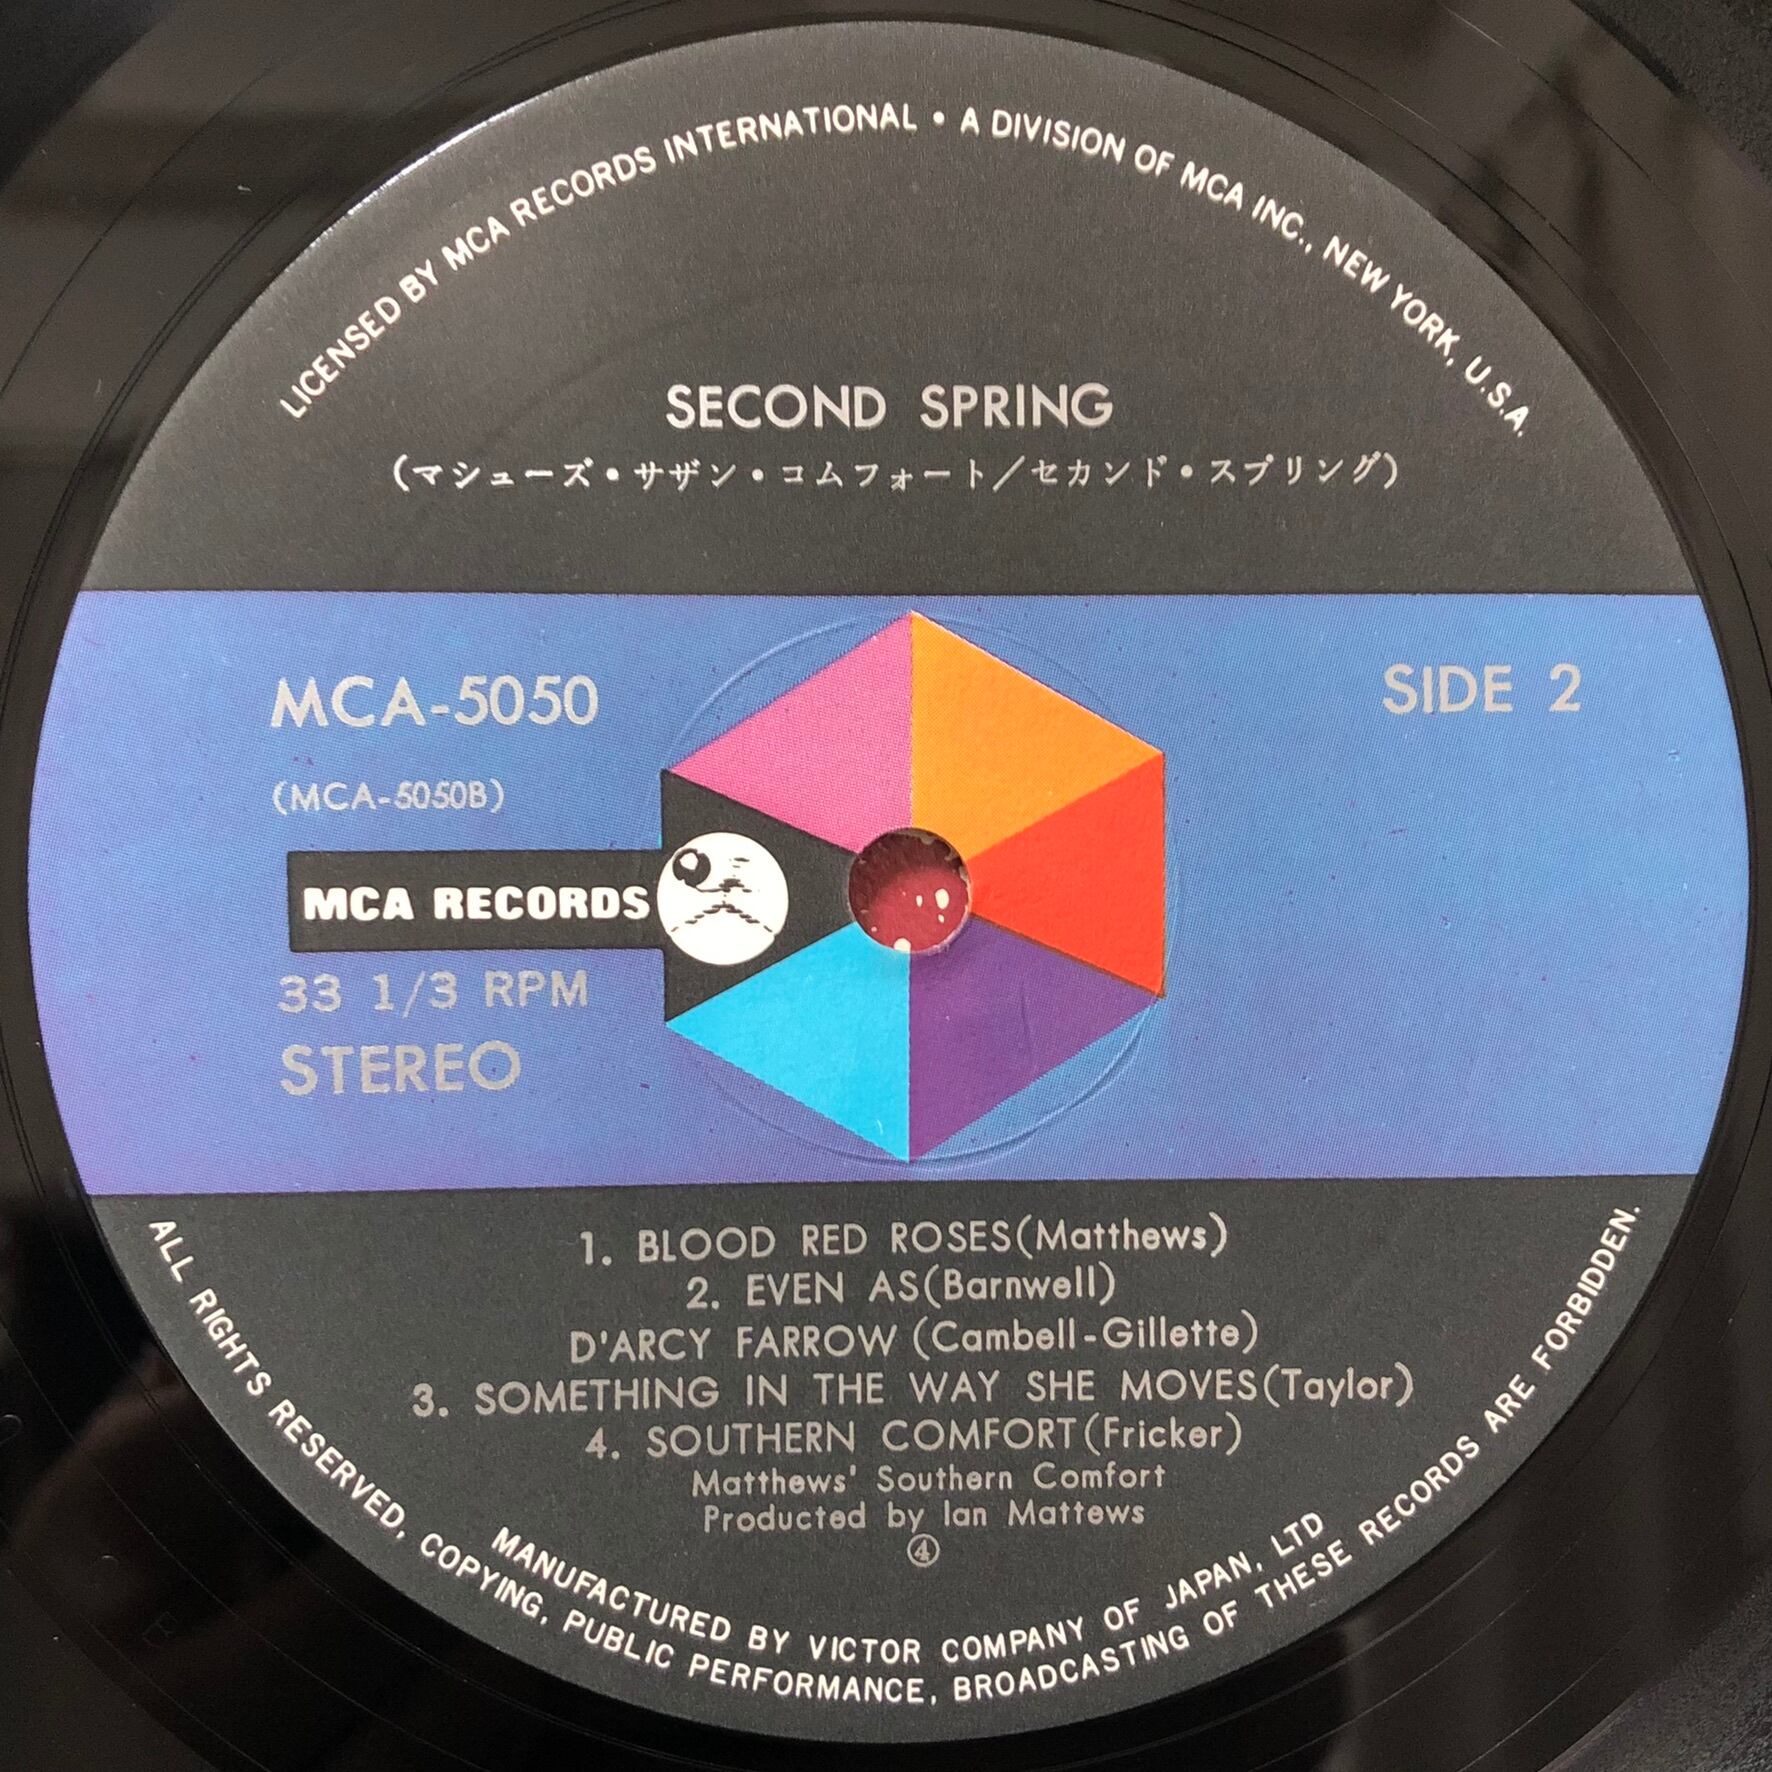 LICENSED BY MCA RECORDS INTERNATIONAL • A DIVISION OF MCA INC., NEW YORK, U.S.A.
SECOND SPRING
(マシューズ・サザン・コムフォート/セカンド・スプリング)
MCA-5050
SIDE 2
(MCA-5050B)
MCA RECORDS
33 1/3 RPM
STEREO
1. BLOOD RED ROSES(Matthews)
2. EVEN AS(Barnwell)
D'ARCY FARROW (Cambell-Gillette)
3. SOMETHING IN THE WAY SHE MOVES(Taylor)
4. SOUTHERN COMFORT(Fricker)
Matthews' Southern Comfort
Produced by Ian Mattews
④
MANUFACTURED BY VICTOR COMPANY OF JAPAN, LTD
ALL RIGHTS RESERVED, COPYING, PUBLIC PERFORMANCE, BROADCASTING OF THESE RECORDS ARE FORBIDDEN.